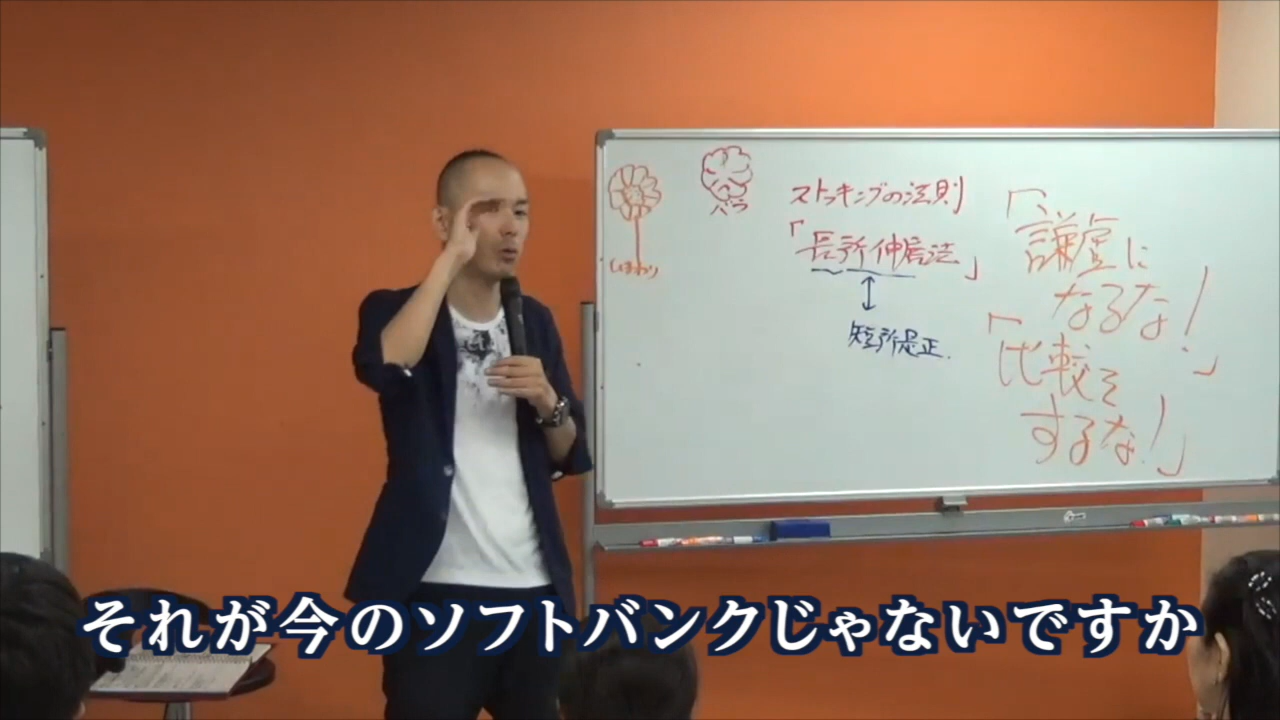 ひまわり
バラ
ストッキングの法則
「長所伸展法」
短所是正.
「謙虚に
なるな!」
「比較を
するな!」
それが今のソフトバンクじゃないですか